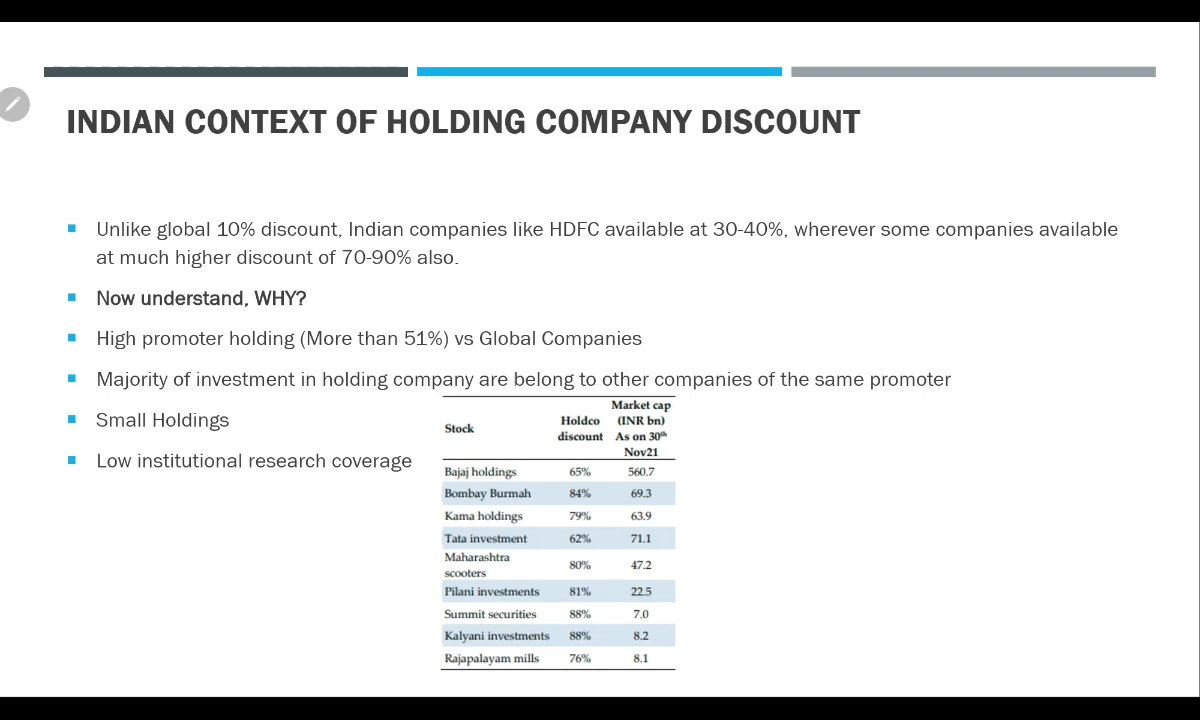 INDIAN CONTEXT OF HOLDING COMPANY DISCOUNT
Unlike global 10% discount, Indian companies like HDFC available at 30-40%, wherever some companies available
at much higher discount of 70-90% also.
Now understand, WHY?
High promoter holding (More than 51%) vs Global Companies
Majority of investment in holding company are belong to other companies of the same promoter
Small Holdings
Low institutional research coverage
Stock Holdco discount Market cap (INR bn) As on 30th Nov21
Bajaj holdings 65% 560.7
Bombay Burmah 84% 69.3
Kama holdings 79% 63.9
Tata investment 62% 71.1
Maharashtra scooters 80% 47.2
Pilani investments 81% 22.5
Summit securities 88% 7.0
Kalyani investments 88% 8.2
Rajapalayam mills 76% 8.1